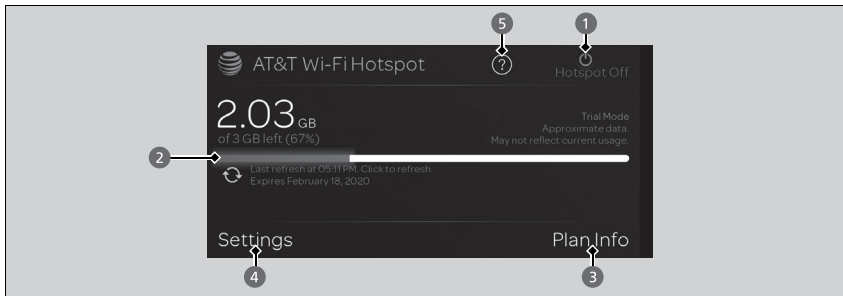 5
1
AT&T Wi-Fi Hotspot
?
Hotspot Off
2.03 GB
of 3 GB left (67%)
Trial Mode
Approximate data.
May not reflect current usage.
2
Last refresh at 05:11 PM. Click to refresh.
Expires February 18, 2020
Settings
Plan Info
4
3